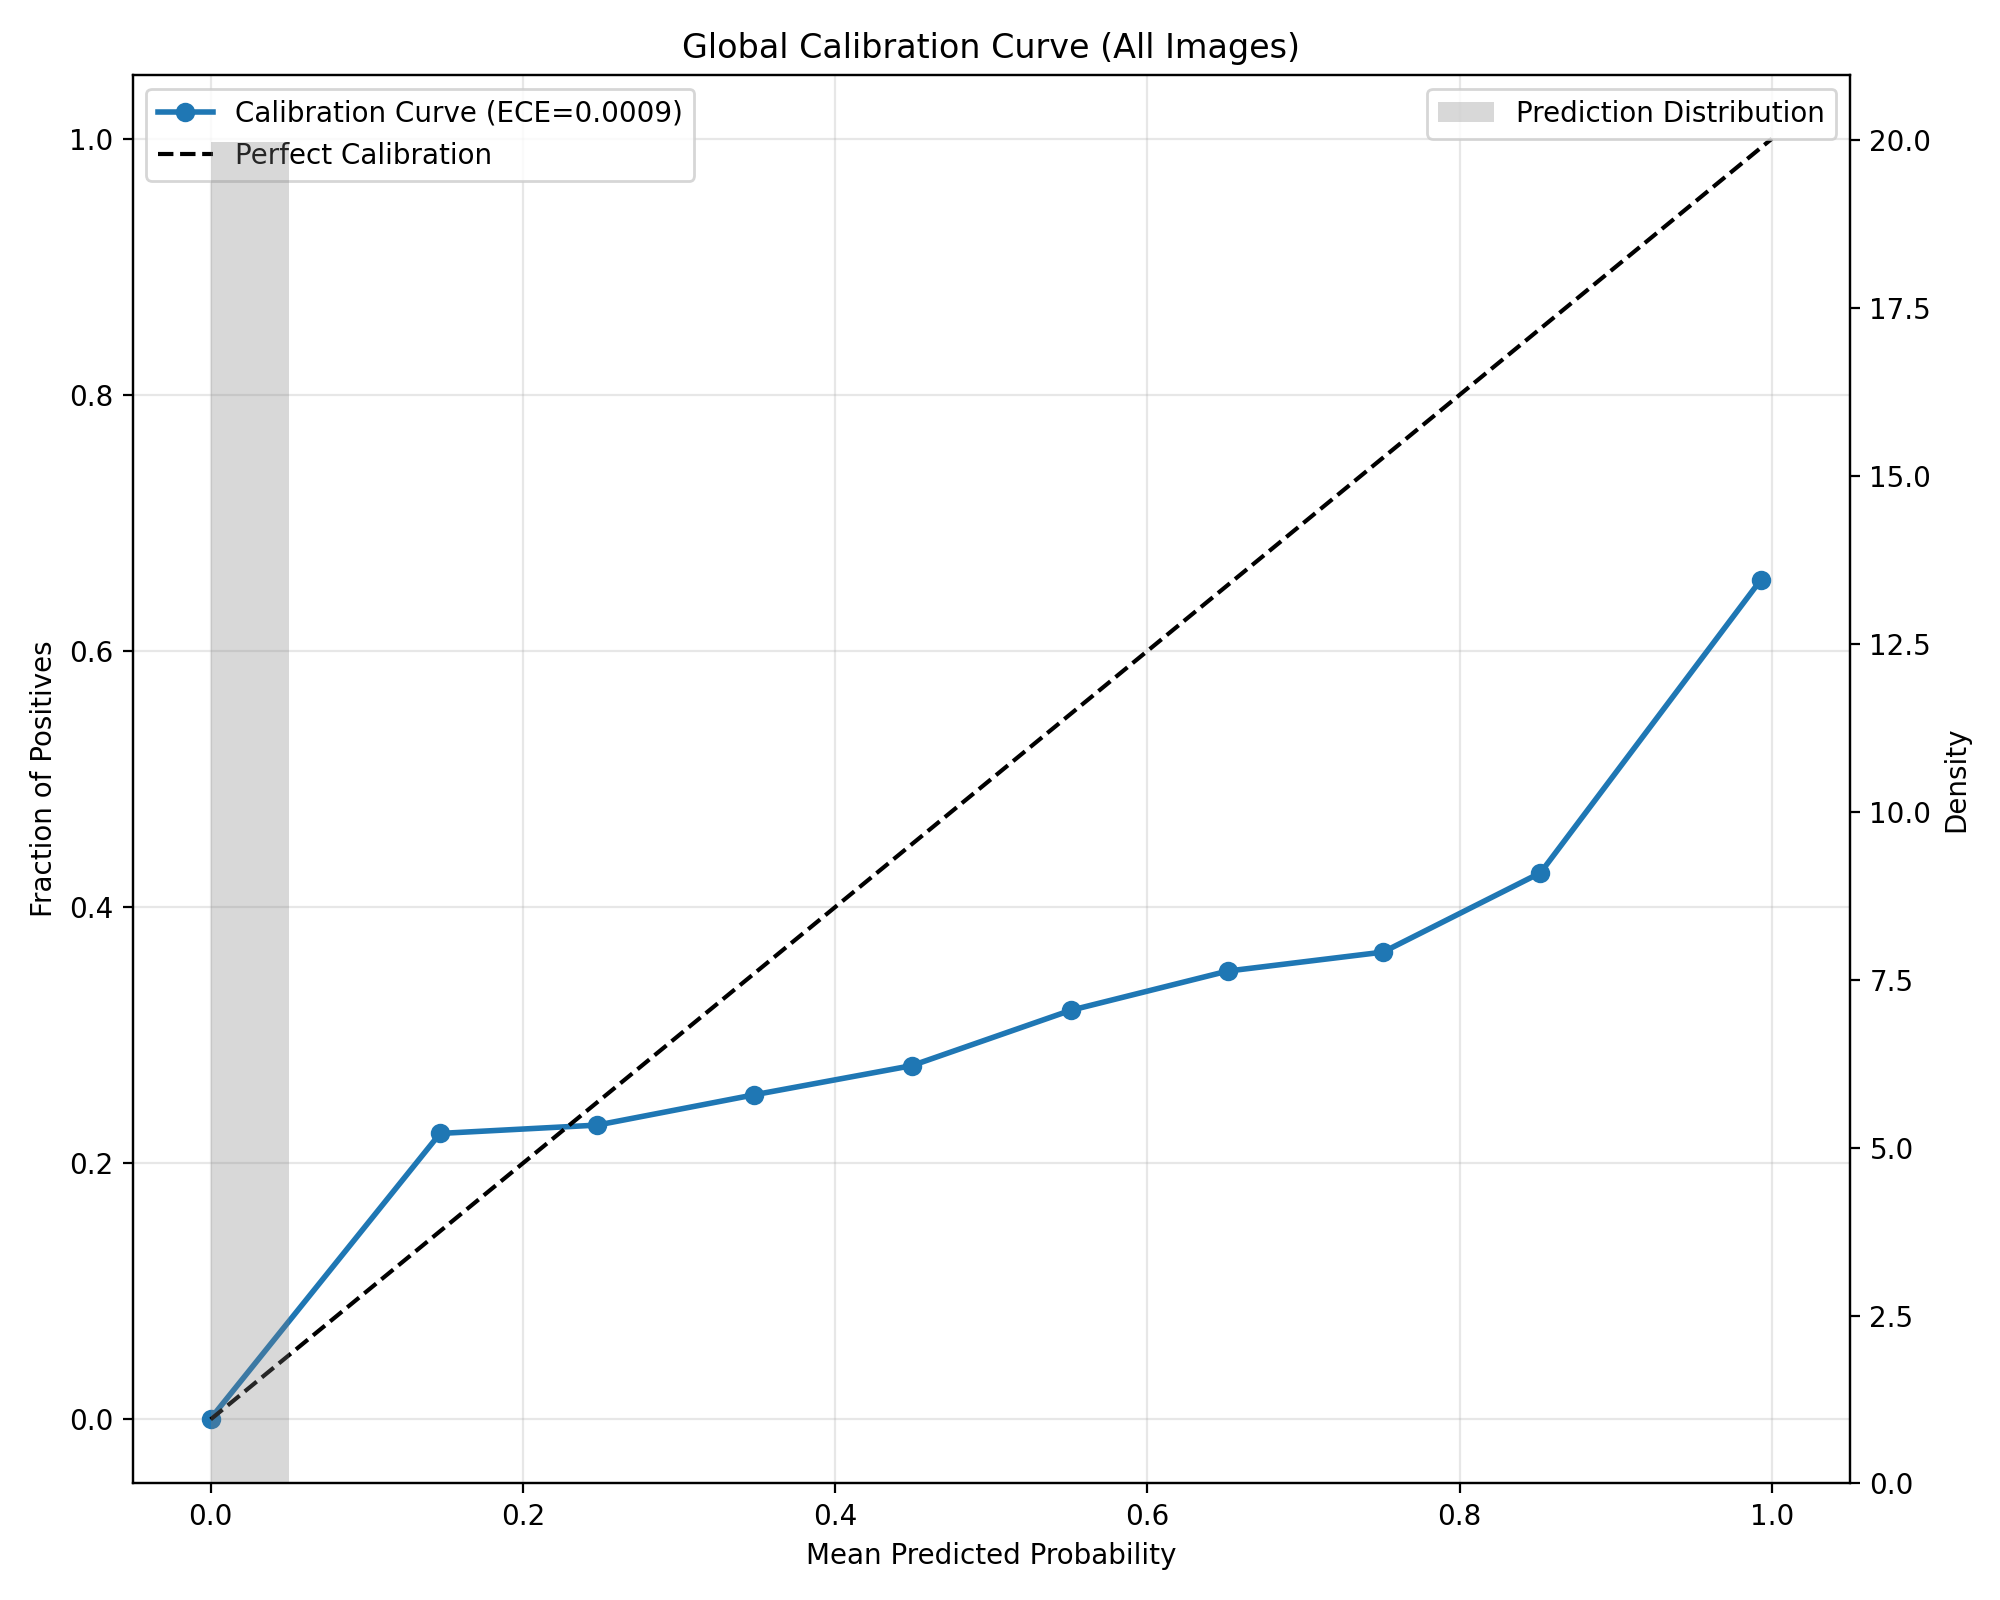 Global Calibration Curve (All Images)
Calibration Curve (ECE=0.0009)
Perfect Calibration
Prediction Distribution
1.0
0.8
0.6
0.4
0.2
0.0
Fraction of Positives
20.0
17.5
15.0
12.5
10.0
7.5
5.0
2.5
0.0
Density
0.0 0.2 0.4 0.6 0.8 1.0
Mean Predicted Probability